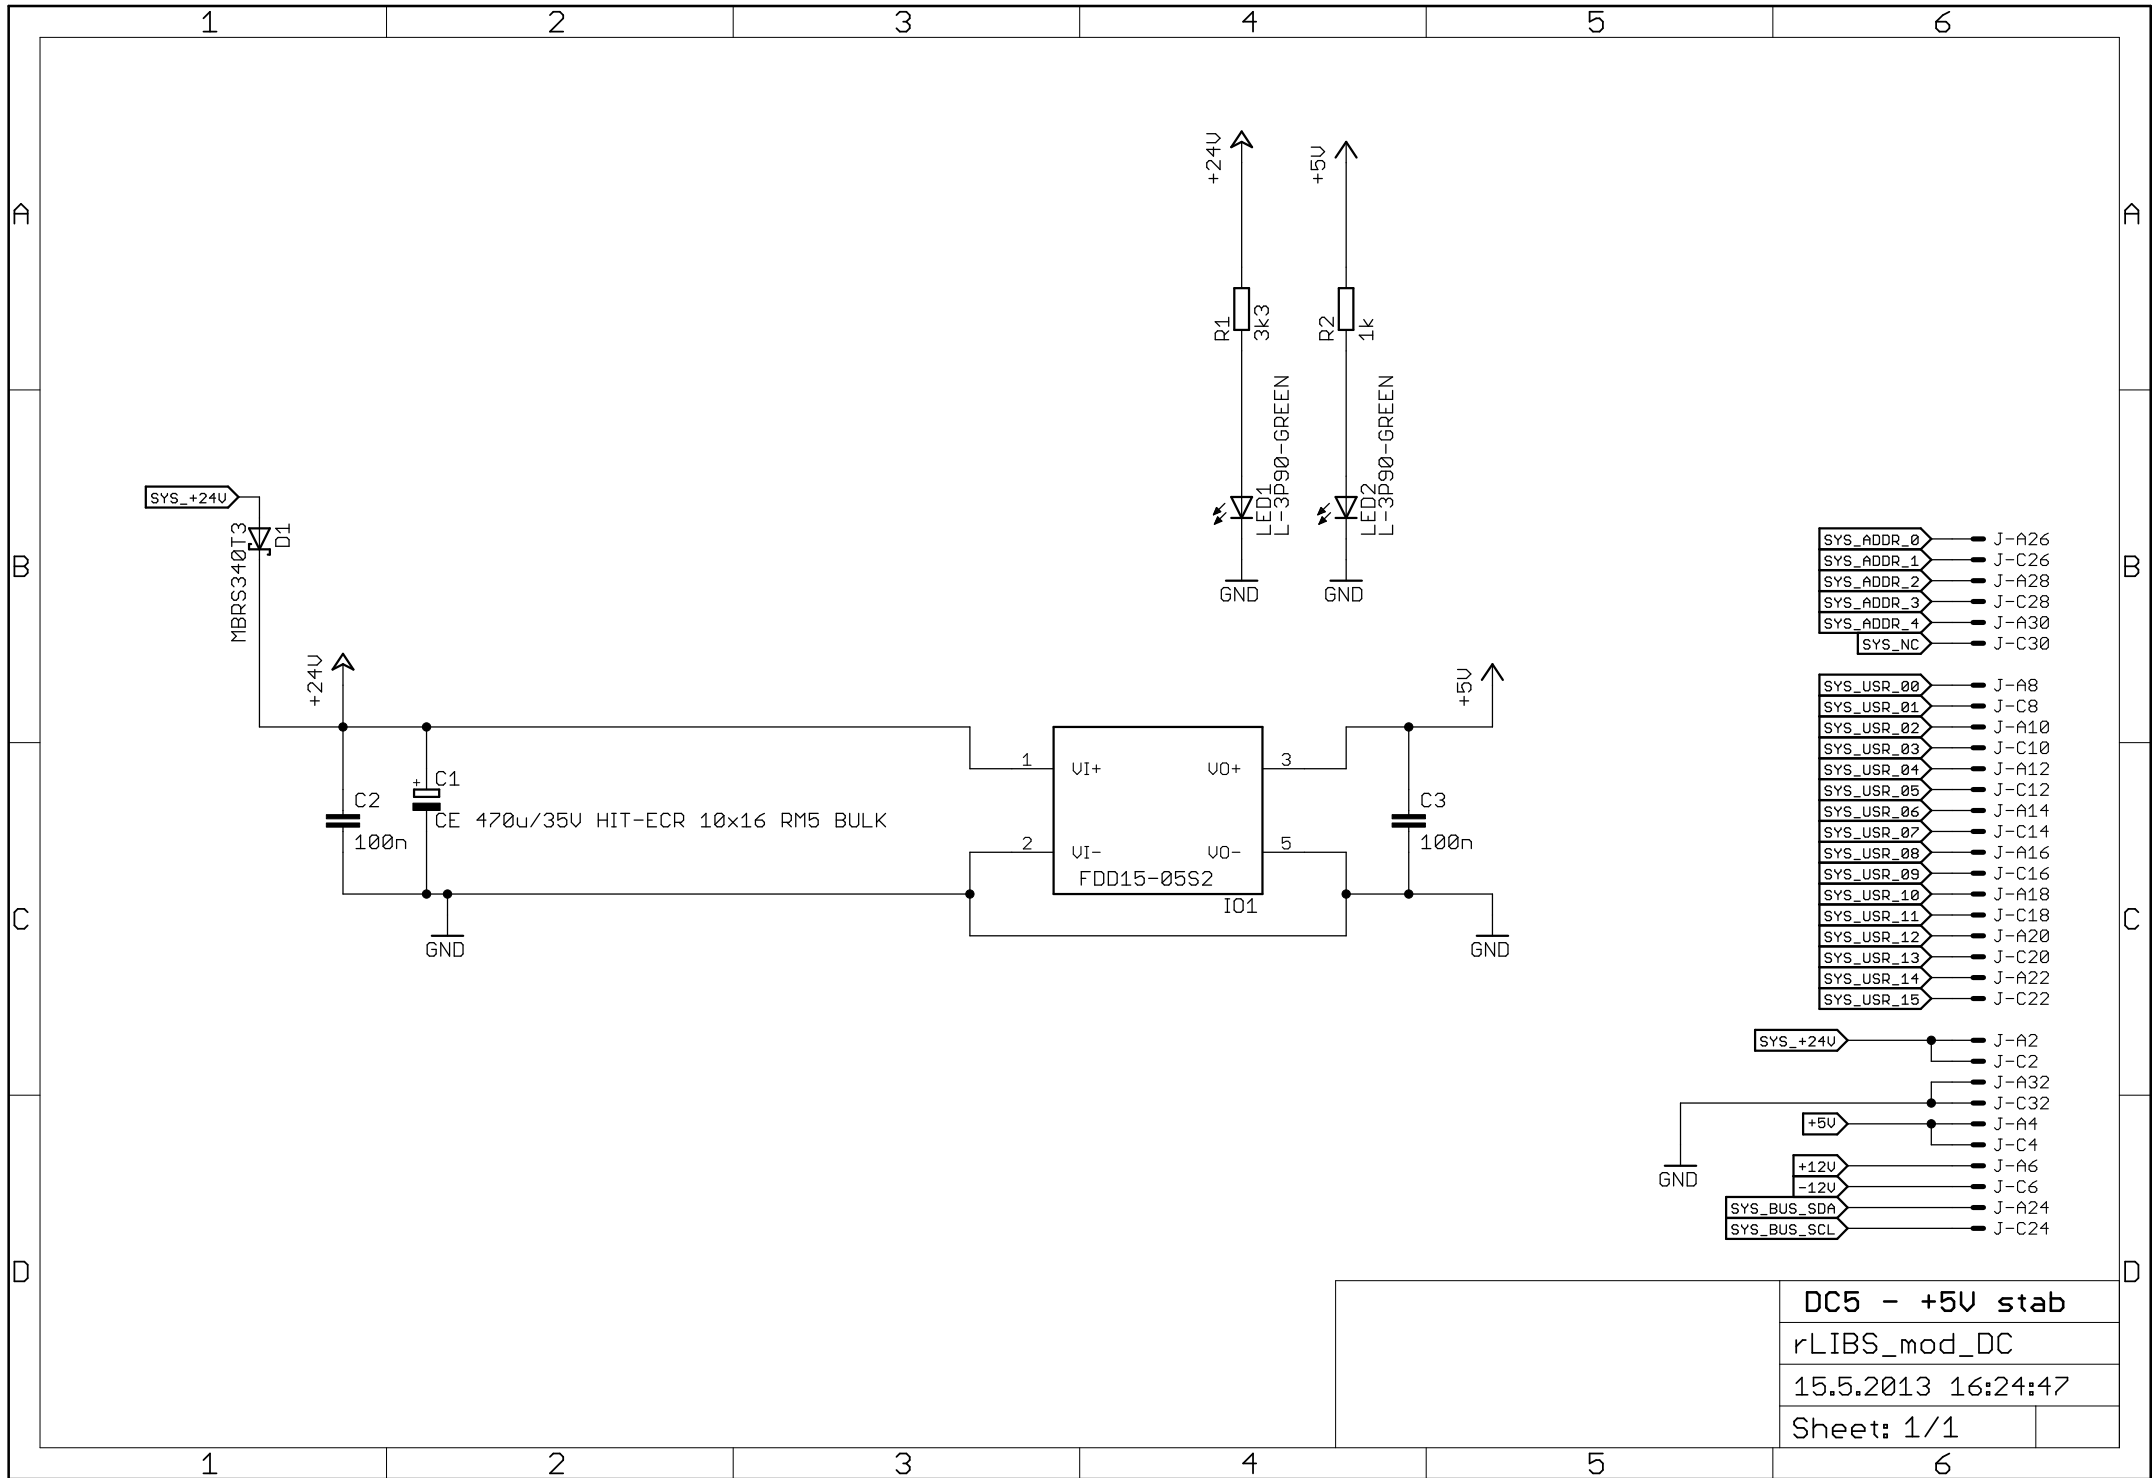 1 2 3 4 5 6
A A
+24V +5V
R1 3k3 R2 1k
LED1 L-3P90-GREEN LED2 L-3P90-GREEN
GND GND
SYS_+24V
MBRS340T3 D1
B B
SYS_ADDR_0 J-A26
SYS_ADDR_1 J-C26
SYS_ADDR_2 J-A28
SYS_ADDR_3 J-C28
SYS_ADDR_4 J-A30
SYS_NC J-C30
+24V +5V
SYS_USR_00 J-A8
SYS_USR_01 J-C8
SYS_USR_02 J-A10
SYS_USR_03 J-C10
SYS_USR_04 J-A12
SYS_USR_05 J-C12
SYS_USR_06 J-A14
SYS_USR_07 J-C14
SYS_USR_08 J-A16
SYS_USR_09 J-C16
SYS_USR_10 J-A18
SYS_USR_11 J-C18
SYS_USR_12 J-A20
SYS_USR_13 J-C20
SYS_USR_14 J-A22
SYS_USR_15 J-C22
1 VI+ VO+ 3
+ C1
CE 470u/35V HIT-ECR 10x16 RM5 BULK
C2
100n
C3
100n
2 VI- VO- 5
FDD15-05S2
IO1
C C
GND GND
SYS_+24V J-A2
J-C2
J-A32
J-C32
+5V J-A4
J-C4
GND
+12V J-A6
-12V J-C6
SYS_BUS_SDA J-A24
SYS_BUS_SCL J-C24
D D
DC5 - +5V stab
rLIBS_mod_DC
15.5.2013 16:24:47
Sheet: 1/1
1 2 3 4 5 6